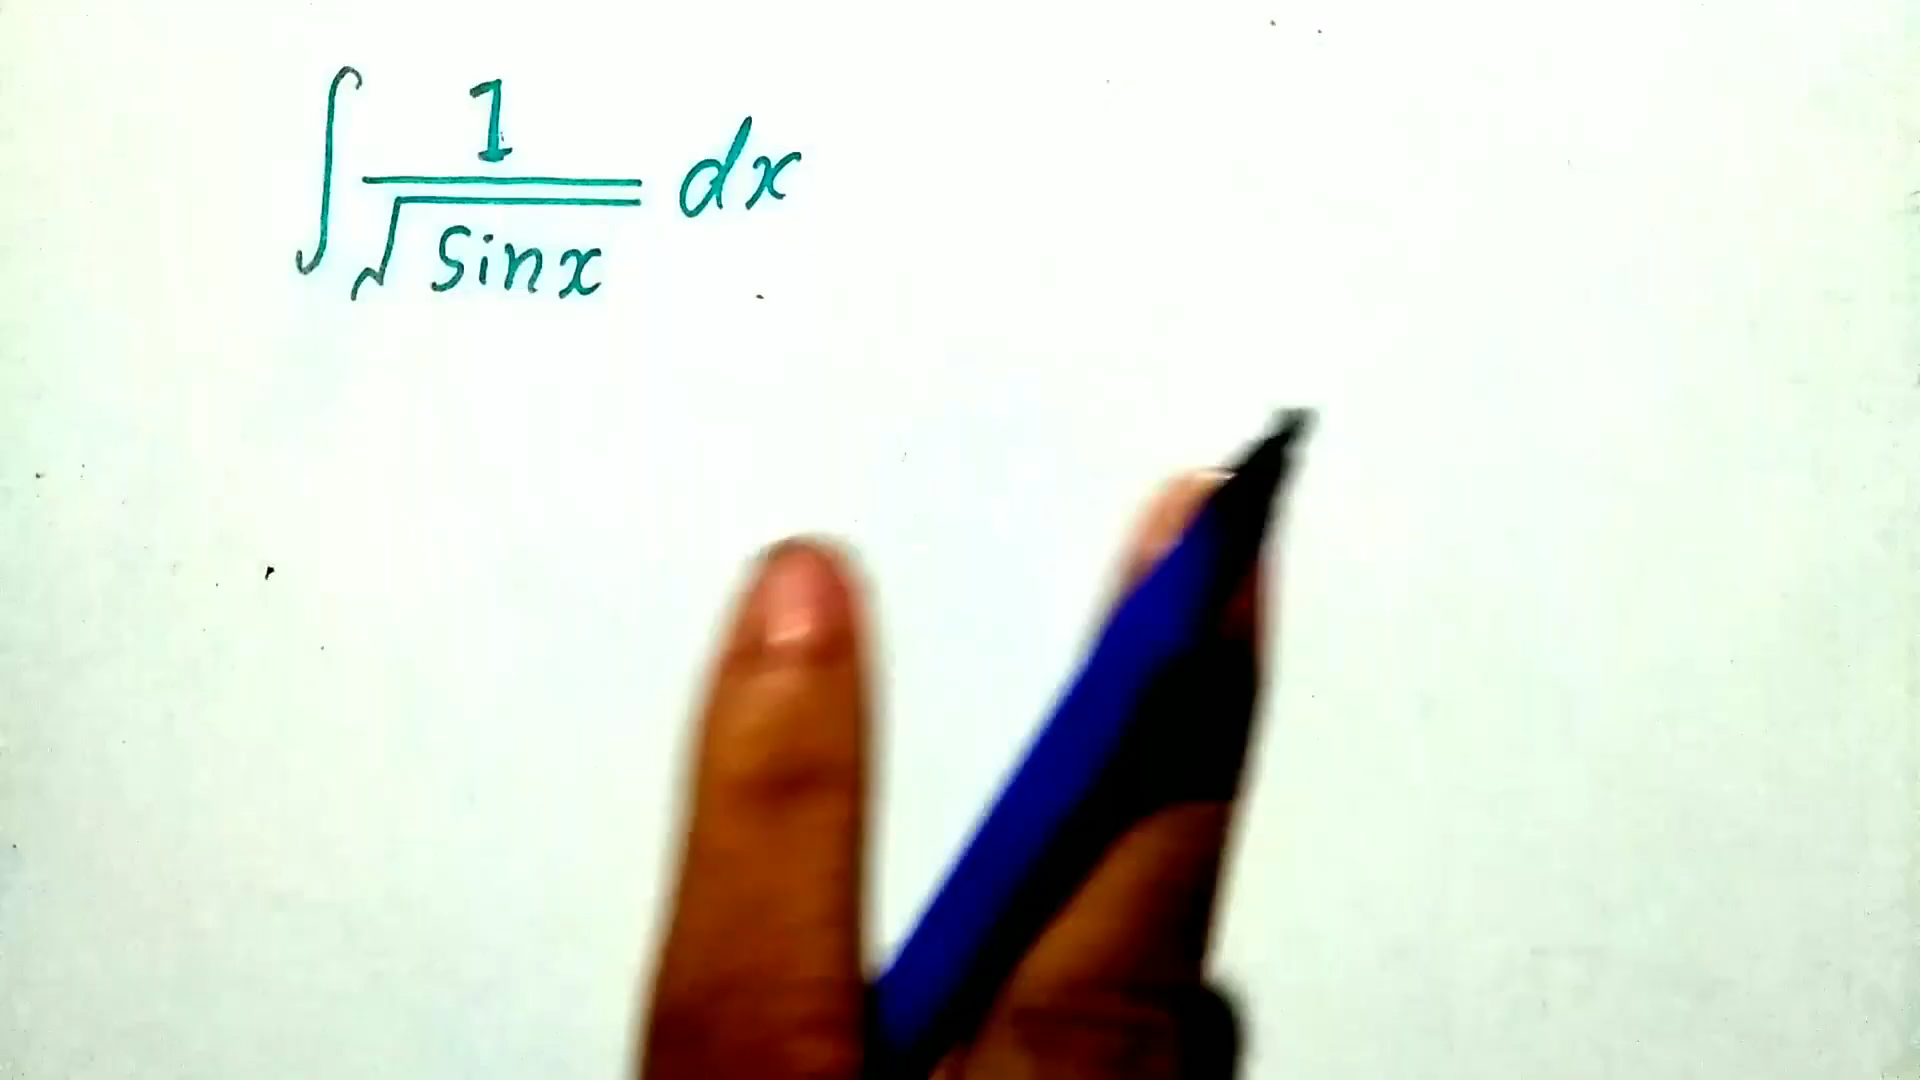 ∫ 1/√(sinx) dx